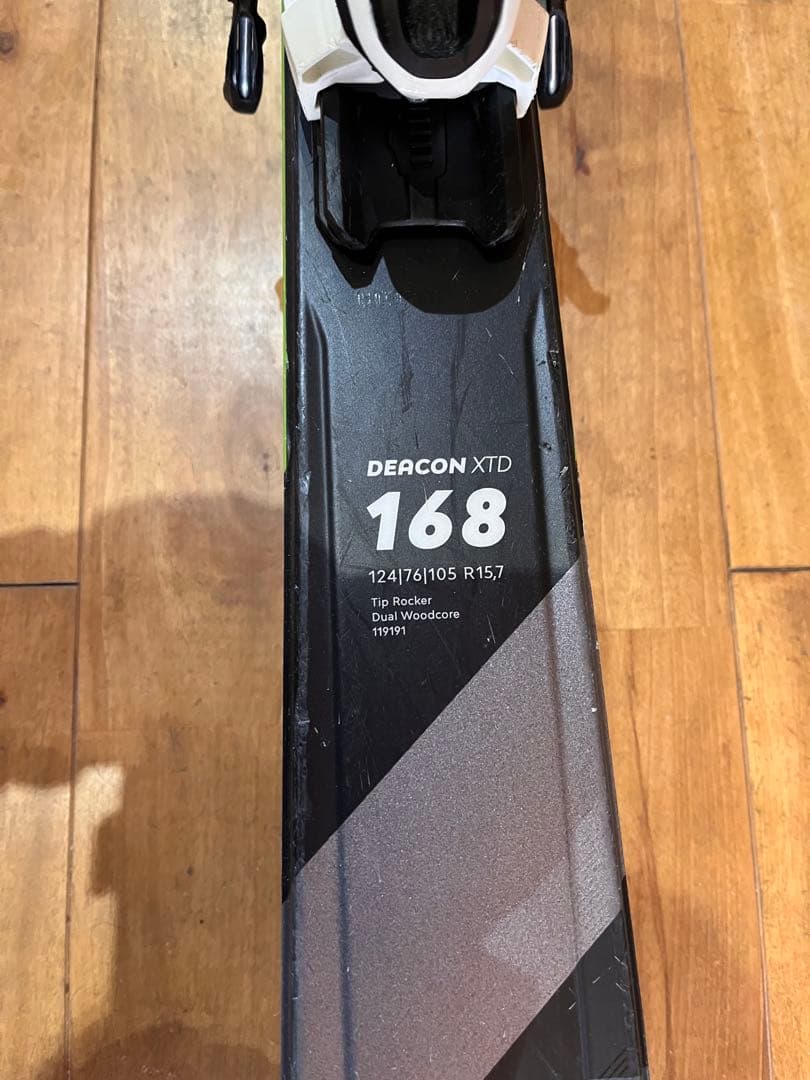 DEACON XTD
168
124|76|105 R15,7
Tip Rocker
Dual Woodcore
119191